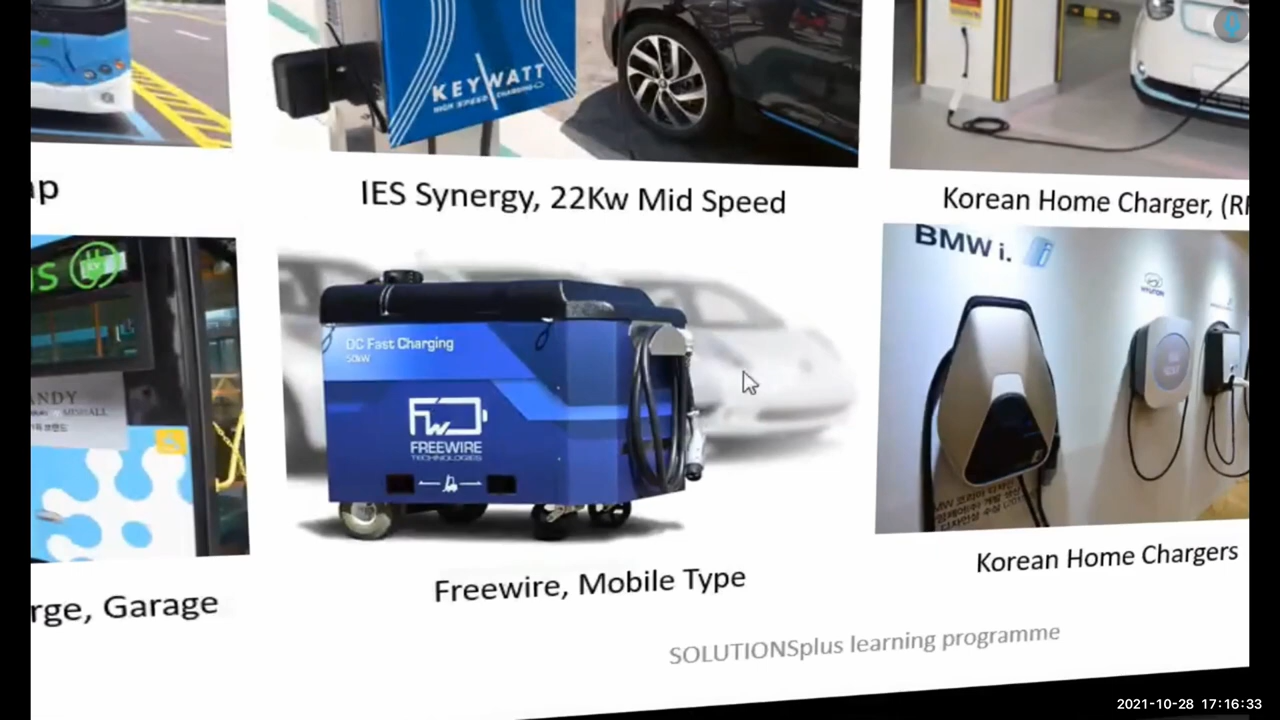 KEYWATT
HIGH SPEED CHARGING
ap
IES Synergy, 22Kw Mid Speed
Korean Home Charger, (RF
DC Fast Charging
50kW
FREEWIRE
TECHNOLOGIES
BMW i.
i
HYUNDAI
ANDY
rge, Garage
Freewire, Mobile Type
Korean Home Chargers
SOLUTIONSplus learning programme
2021-10-28 17:16:33